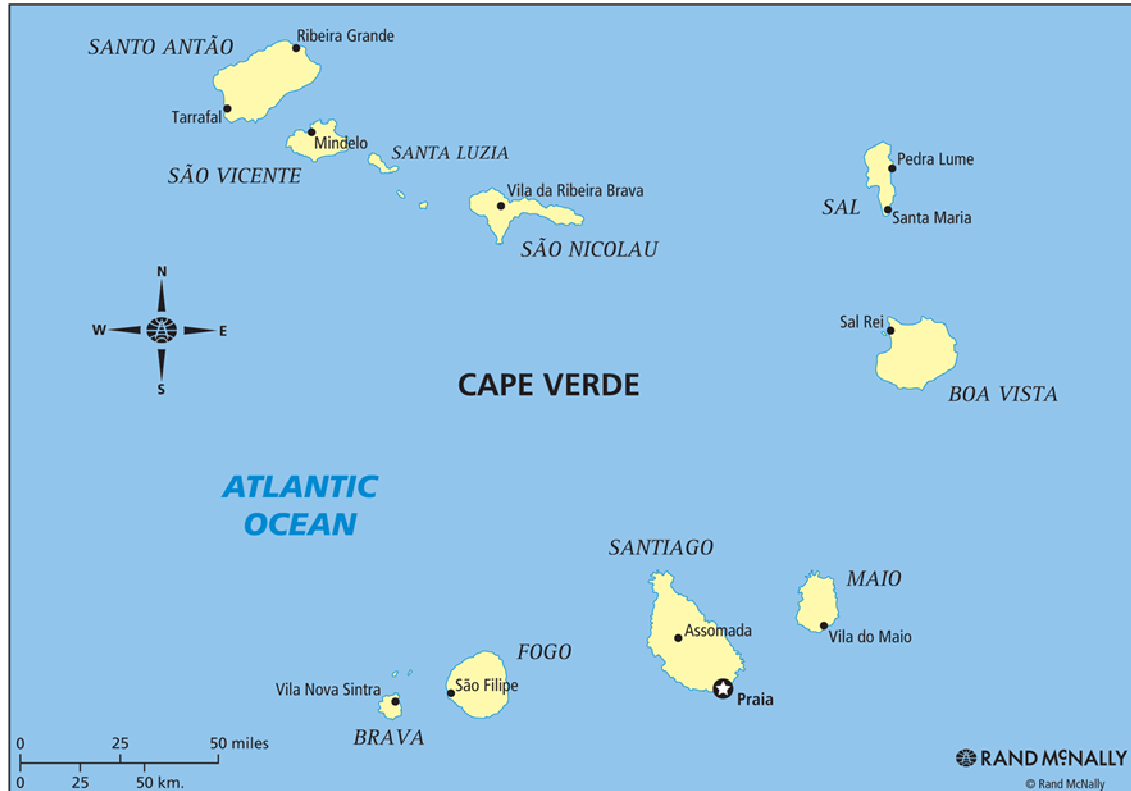 SANTO ANTÃO
Ribeira Grande
Tarrafal
Mindelo
SÃO VICENTE
SANTA LUZIA
Vila da Ribeira Brava
SÃO NICOLAU
Pedra Lume
SAL
Santa Maria
N
W
E
S
Sal Rei
BOA VISTA
CAPE VERDE
ATLANTIC
OCEAN
SANTIAGO
MAIO
Assomada
Vila do Maio
Praia
FOGO
São Filipe
Vila Nova Sintra
BRAVA
0 25 50 miles
0 25 50 km.
RAND McNALLY
© Rand McNally